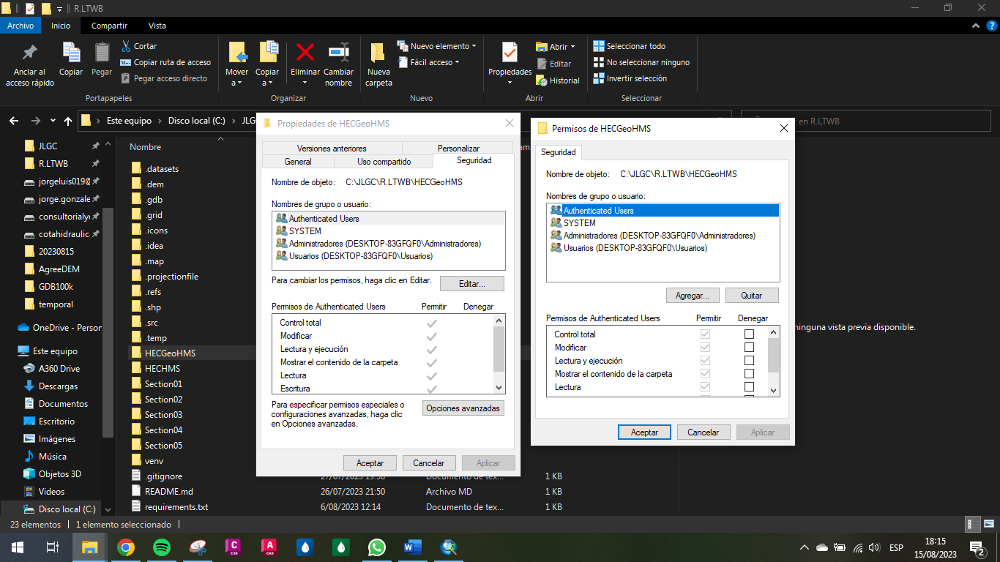 R.LTWB
Archivo Inicio Compartir Vista
Anclar al acceso rápido
Copiar
Pegar
Cortar
Copiar ruta de acceso
Pegar acceso directo
Mover a
Copiar a
Eliminar
Cambiar nombre
Nueva carpeta
Nuevo elemento
Fácil acceso
Propiedades
Abrir
Editar
Historial
Seleccionar todo
No seleccionar ninguno
Invertir selección
Portapapeles Organizar Nuevo Abrir Seleccionar
Este equipo > Disco local (C:) > JLG
en R.LTWB
JLGC
R.LTWB
jorgeluis019@
jorge.gonzale
consultorialy
cotahidraulic
20230815
AgreeDEM
GDB100k
temporal
OneDrive - Person
Este equipo
A360 Drive
Descargas
Documentos
Escritorio
Imágenes
Música
Objetos 3D
Videos
Disco local (C:)
Nombre
.datasets
.dem
.gdb
.grid
.icons
.idea
.map
.projectionfile
.refs
.shp
.src
.temp
HECGeoHMS
HECHMS
Section01
Section02
Section03
Section04
Section05
venv
.gitignore 27/07/2023 19:58 Documento de tex... 1 KB
README.md 26/07/2023 21:50 Archivo MD 1 KB
requirements.txt 6/08/2023 12:14 Documento de tex... 1 KB
Propiedades de HECGeoHMS
Versiones anteriores Personalizar
General Uso compartido Seguridad
Nombre de objeto: C:\JLGC\R.LTWB\HECGeoHMS
Nombres de grupo o usuario:
Authenticated Users
SYSTEM
Administradores (DESKTOP-83GFQF0\Administradores)
Usuarios (DESKTOP-83GFQF0\Usuarios)
Para cambiar los permisos, haga clic en Editar. Editar...
Permisos de Authenticated Users Permitir Denegar
Control total
Modificar
Lectura y ejecución
Mostrar el contenido de la carpeta
Lectura
Escritura
Para especificar permisos especiales o
configuraciones avanzadas, haga clic
en Opciones avanzadas.
Opciones avanzadas
Aceptar Cancelar Aplicar
Permisos de HECGeoHMS
Seguridad
Nombre de objeto: C:\JLGC\R.LTWB\HECGeoHMS
Nombres de grupo o usuario:
Authenticated Users
SYSTEM
Administradores (DESKTOP-83GFQF0\Administradores)
Usuarios (DESKTOP-83GFQF0\Usuarios)
Agregar... Quitar
Permisos de Authenticated Users Permitir Denegar
Control total
Modificar
Lectura y ejecución
Mostrar el contenido de la carpeta
Lectura
Aceptar Cancelar Aplicar
ninguna vista previa disponible.
23 elementos 1 elemento seleccionado
C C3D
A CAD
ESP
18:15
15/08/2023
2